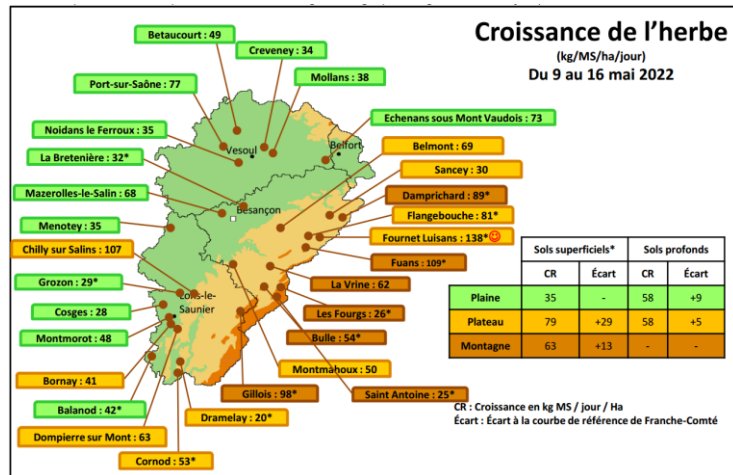 Croissance de l'herbe
(kg/MS/ha/jour)
Du 9 au 16 mai 2022
Betaucourt : 49
Creveney : 34
Mollans : 38
Port-sur-Saône : 77
Echenans sous Mont Vaudois : 73
Noidans le Ferroux : 35
Vesoul
Belfort
Belmont : 69
La Bretenière : 32*
Sancey : 30
Mazerolles-le-Salin : 68
Damprichard : 89*
Besançon
Flangebouche : 81*
Menotey : 35
Fournet Luisans : 138*
Chilly sur Salins : 107
Fuans : 109*
Grozon : 29*
La Vrine : 62
Lons-le-
Saunier
Cosges : 28
Les Fourgs : 26*
Montmorot : 48
Bulle : 54*
Bornay : 41
Montmahoux : 50
Balanod : 42*
Gillois : 98*
Saint Antoine : 25*
Dramelay : 20*
Dompierre sur Mont : 63
Cornod : 53*
Sols superficiels* Sols profonds
CR Écart CR Écart
Plaine 35 - 58 +9
Plateau 79 +29 58 +5
Montagne 63 +13 - -
CR : Croissance en kg MS / jour / Ha
Écart : Écart à la courbe de référence de Franche-Comté